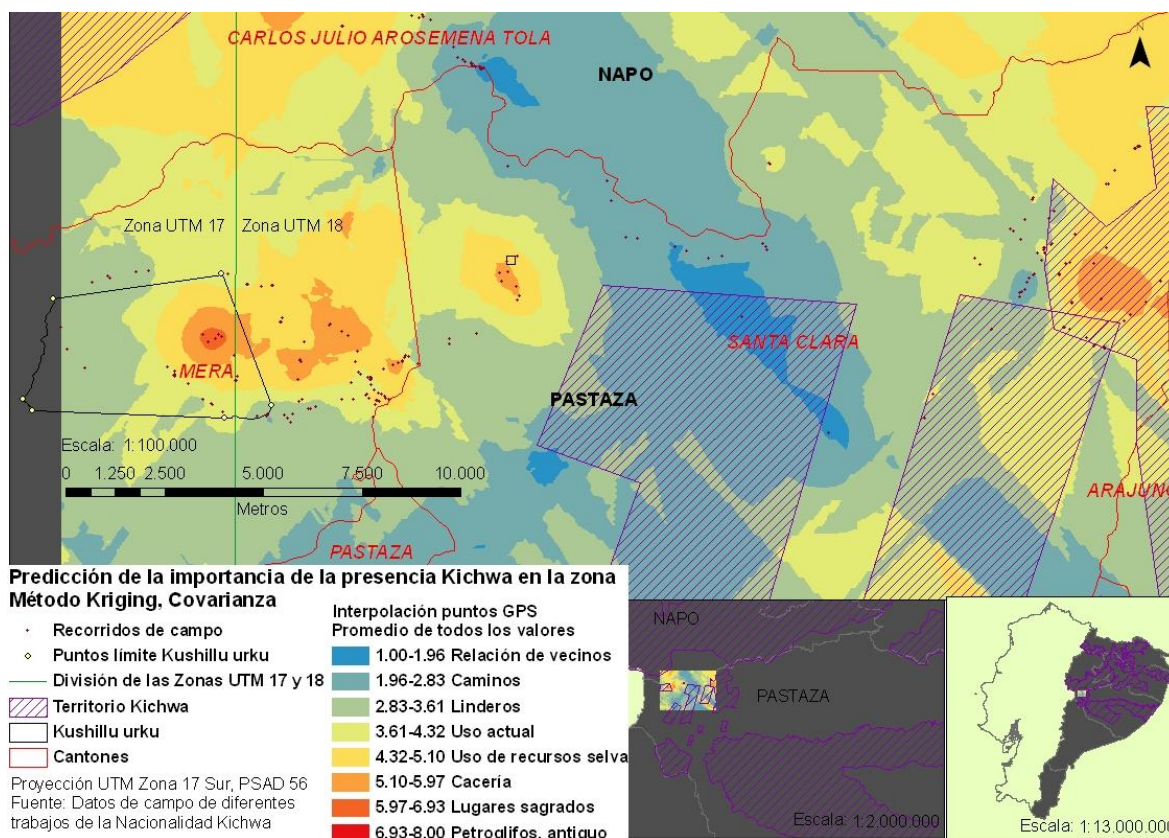 CARLOS JULIO AROSEMENA TOLA
NAPO
N
Zona UTM 17
Zona UTM 18
MERA
SANTA CLARA
PASTAZA
ARAJUNO
PASTAZA
Escala: 1:100.000
0 1.250 2.500 5.000 7.500 10.000
Metros
Predicción de la importancia de la presencia Kichwa en la zona
Método Kriging, Covarianza
Recorridos de campo
Puntos límite Kushillu urku
División de las Zonas UTM 17 y 18
Territorio Kichwa
Kushillu urku
Cantones
Proyección UTM Zona 17 Sur, PSAD 56
Fuente: Datos de campo de diferentes
trabajos de la Nacionalidad Kichwa
Interpolación puntos GPS
Promedio de todos los valores
1.00-1.96 Relación de vecinos
1.96-2.83 Caminos
2.83-3.61 Linderos
3.61-4.32 Uso actual
4.32-5.10 Uso de recursos selva
5.10-5.97 Cacería
5.97-6.93 Lugares sagrados
6.93-8.00 Petroglifos, antiguo
NAPO
PASTAZA
Escala: 1:2.000.000
Escala: 1:13.000.000